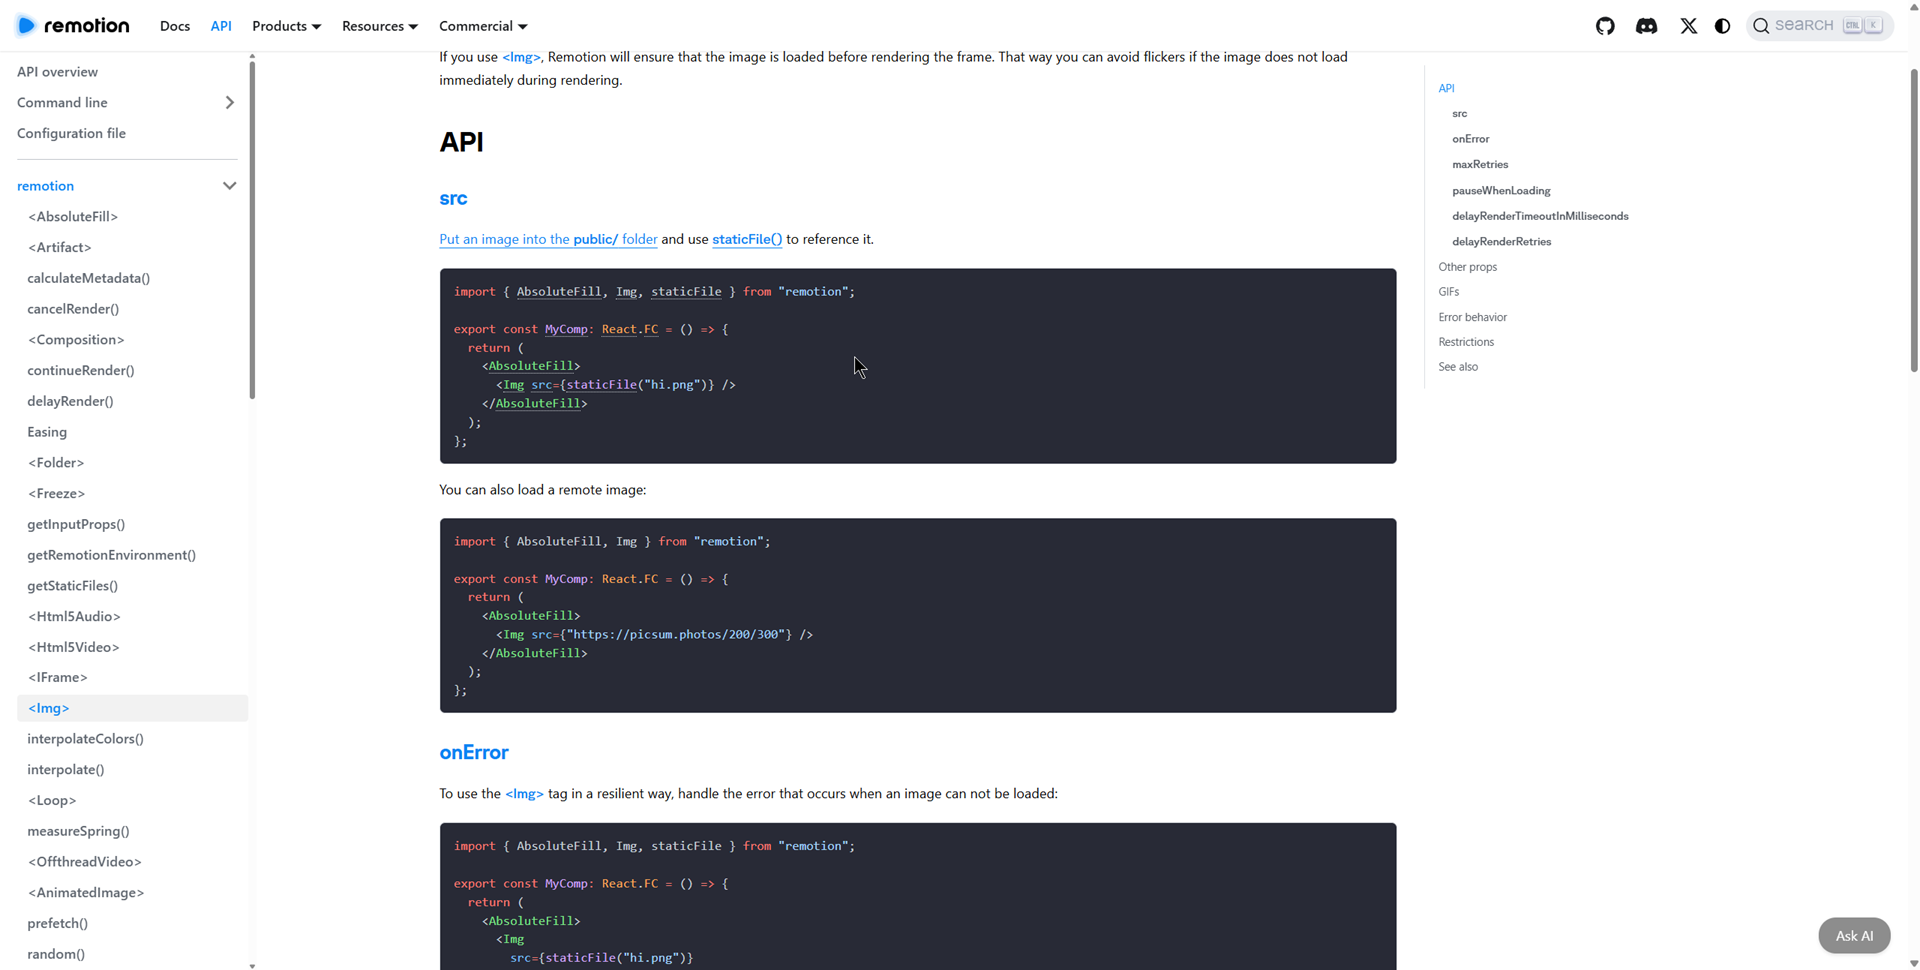 remotion
Docs
API
Products
Resources
Commercial
SEARCH
CTRL K
API overview
Command line
Configuration file
remotion
<AbsoluteFill>
<Artifact>
calculateMetadata()
cancelRender()
<Composition>
continueRender()
delayRender()
Easing
<Folder>
<Freeze>
getInputProps()
getRemotionEnvironment()
getStaticFiles()
<Html5Audio>
<Html5Video>
<IFrame>
<Img>
interpolateColors()
interpolate()
<Loop>
measureSpring()
<OffthreadVideo>
<AnimatedImage>
prefetch()
random()
If you use <Img>, Remotion will ensure that the image is loaded before rendering the frame. That way you can avoid flickers if the image does not load
immediately during rendering.
API
src
Put an image into the public/ folder and use staticFile() to reference it.
import { AbsoluteFill, Img, staticFile } from "remotion";
export const MyComp: React.FC = () => {
  return (
    <AbsoluteFill>
      <Img src={staticFile("hi.png")} />
    </AbsoluteFill>
  );
};
You can also load a remote image:
import { AbsoluteFill, Img } from "remotion";
export const MyComp: React.FC = () => {
  return (
    <AbsoluteFill>
      <Img src={"https://picsum.photos/200/300"} />
    </AbsoluteFill>
  );
};
onError
To use the <Img> tag in a resilient way, handle the error that occurs when an image can not be loaded:
import { AbsoluteFill, Img, staticFile } from "remotion";
export const MyComp: React.FC = () => {
  return (
    <AbsoluteFill>
      <Img
        src={staticFile("hi.png")}
API
src
onError
maxRetries
pauseWhenLoading
delayRenderTimeoutInMilliseconds
delayRenderRetries
Other props
GIFs
Error behavior
Restrictions
See also
Ask AI